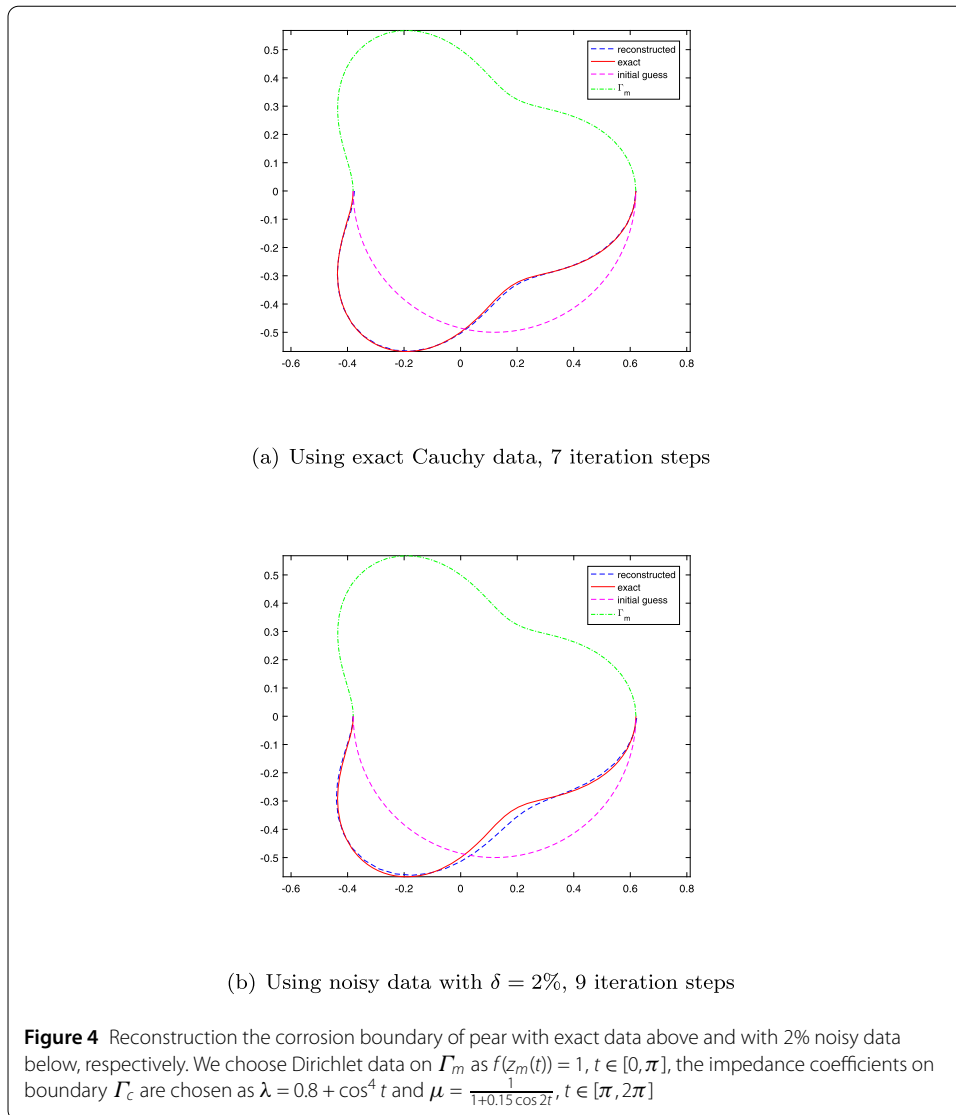 0.5
0.4
0.3
0.2
0.1
0
-0.1
-0.2
-0.3
-0.4
-0.5
-0.6 -0.4 -0.2 0 0.2 0.4 0.6 0.8
reconstructed
exact
initial guess
Γm
(a) Using exact Cauchy data, 7 iteration steps
0.5
0.4
0.3
0.2
0.1
0
-0.1
-0.2
-0.3
-0.4
-0.5
-0.6 -0.4 -0.2 0 0.2 0.4 0.6 0.8
reconstructed
exact
initial guess
Γm
(b) Using noisy data with δ = 2%, 9 iteration steps
Figure 4 Reconstruction the corrosion boundary of pear with exact data above and with 2% noisy data
below, respectively. We choose Dirichlet data on Γm as f(zm(t)) = 1, t ∈ [0, π], the impedance coefficients on
boundary Γc are chosen as λ = 0.8 + cos⁴ t and μ = 1/(1+0.15 cos 2t), t ∈ [π, 2π]